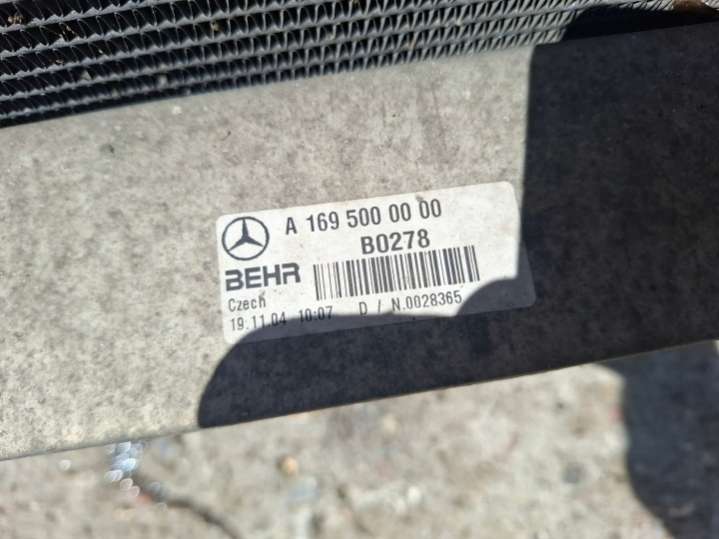 A 169 500 00 00
B0278
BEHR
Czech
19.11.04 10:07 D / N.0028365